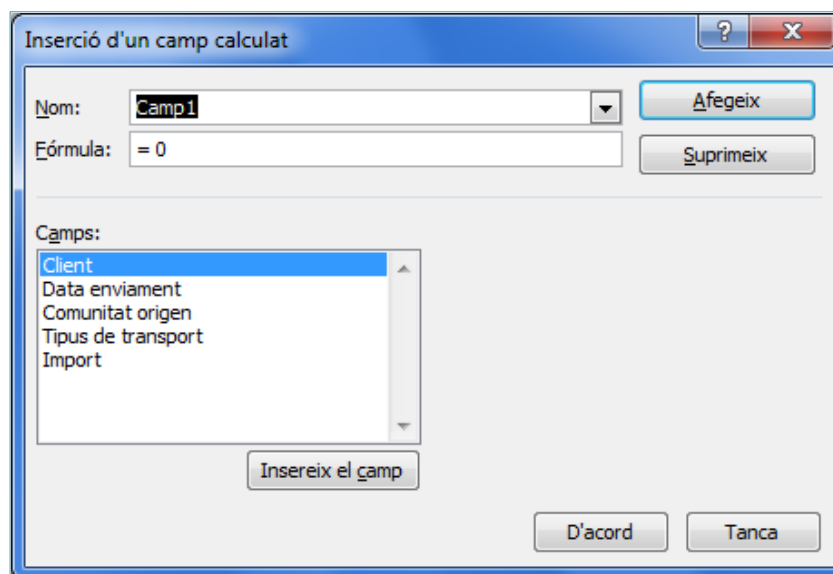 Inserció d'un camp calculat
Nom: Camp1 Afegeix
Fórmula: = 0 Suprimeix
Camps:
Client
Data enviament
Comunitat origen
Tipus de transport
Import
Insereix el camp
D'acord Tanca